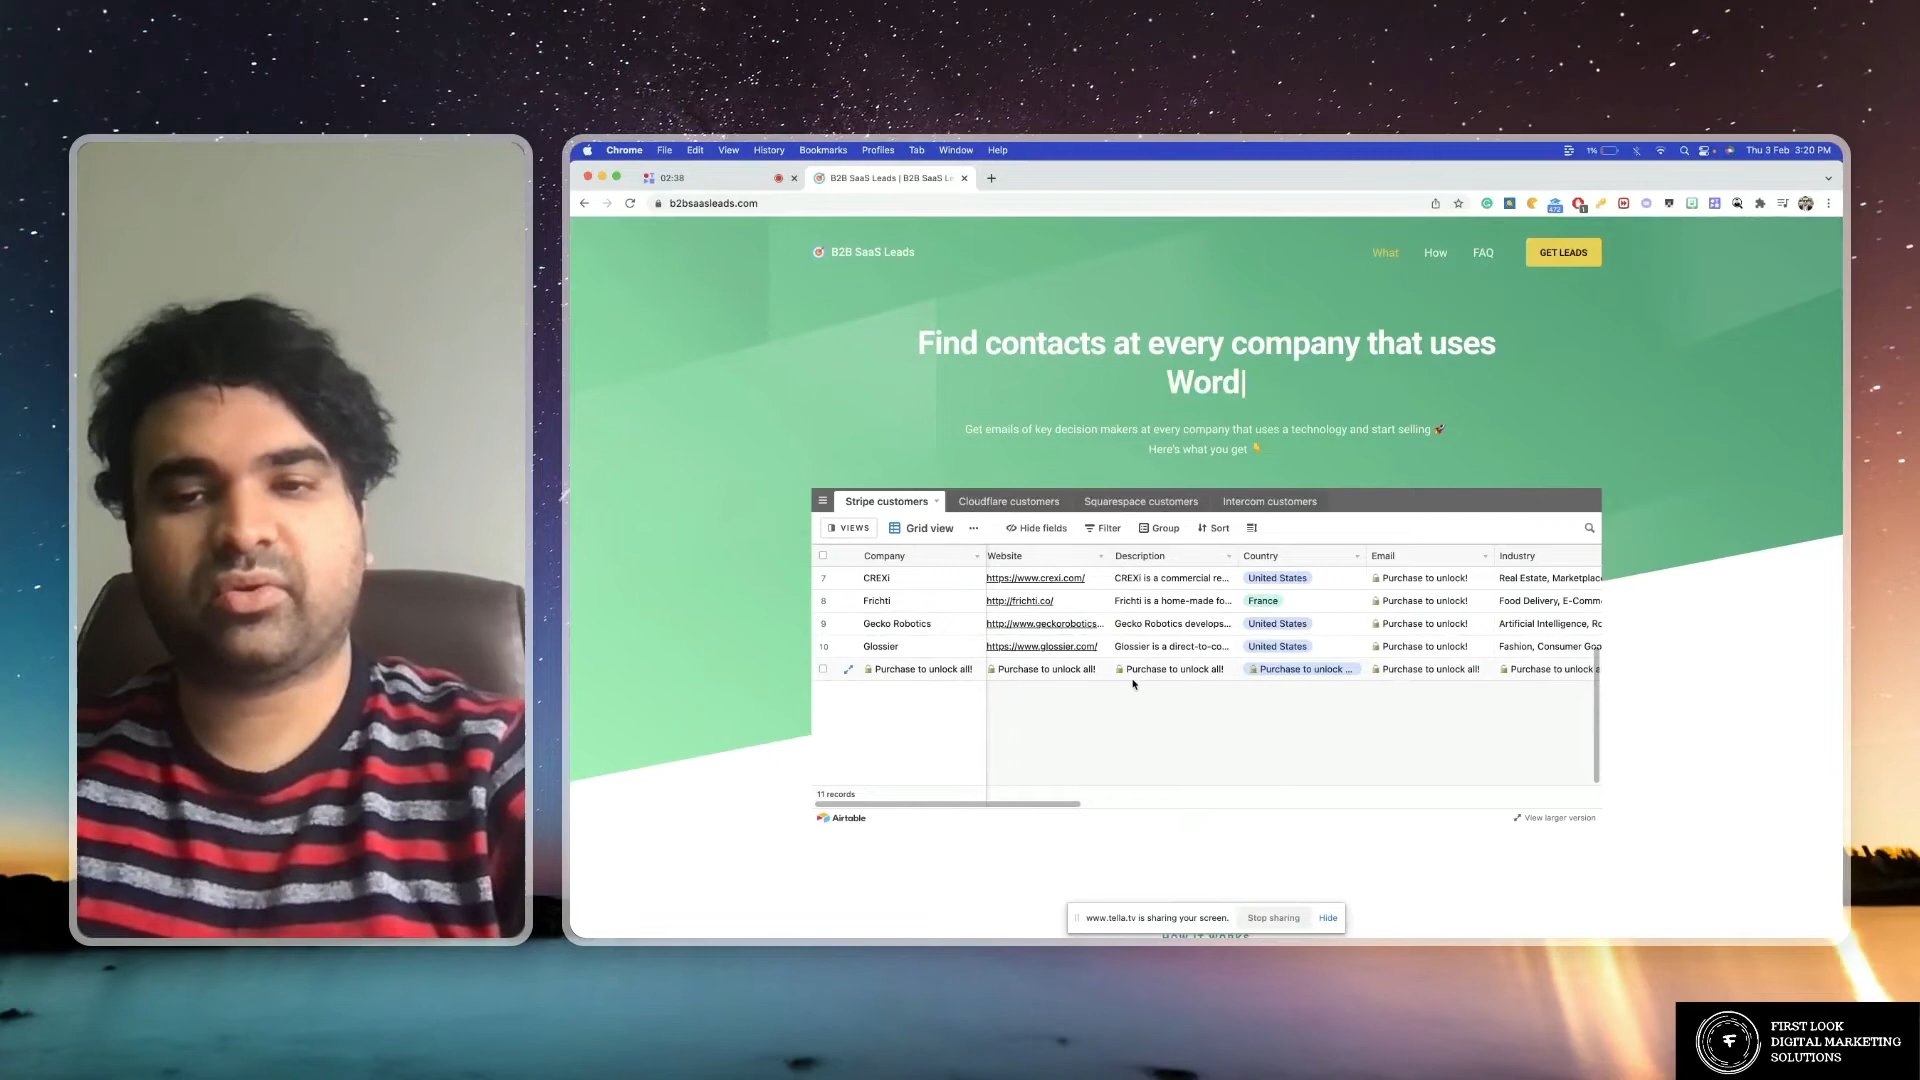 Chrome File Edit View History Bookmarks Profiles Tab Window Help
1%
Thu 3 Feb 3:20 PM
02:38
B2B SaaS Leads | B2B SaaS Le
b2bsaasleads.com
472
1
B2B SaaS Leads
What How FAQ GET LEADS
Find contacts at every company that uses
Word|
Get emails of key decision makers at every company that uses a technology and start selling 🚀
Here's what you get 👇
Stripe customers Cloudflare customers Squarespace customers Intercom customers
VIEWS Grid view ··· Hide fields Filter Group Sort
Company Website Description Country Email Industry
7 CREXi https://www.crexi.com/ CREXi is a commercial re... United States 🔒 Purchase to unlock! Real Estate, Marketplace
8 Frichti http://frichti.co/ Frichti is a home-made fo... France 🔒 Purchase to unlock! Food Delivery, E-Comm
9 Gecko Robotics http://www.geckorobotics... Gecko Robotics develops... United States 🔒 Purchase to unlock! Artificial Intelligence, Ro
10 Glossier https://www.glossier.com/ Glossier is a direct-to-co... United States 🔒 Purchase to unlock! Fashion, Consumer Goo
🔒 Purchase to unlock all! 🔒 Purchase to unlock all! 🔒 Purchase to unlock all! 🔒 Purchase to unlock ... 🔒 Purchase to unlock all! 🔒 Purchase to unlock a
11 records
Airtable
View larger version
www.tella.tv is sharing your screen. Stop sharing Hide
HOW IT WORKS
FIRST LOOK
DIGITAL MARKETING
SOLUTIONS